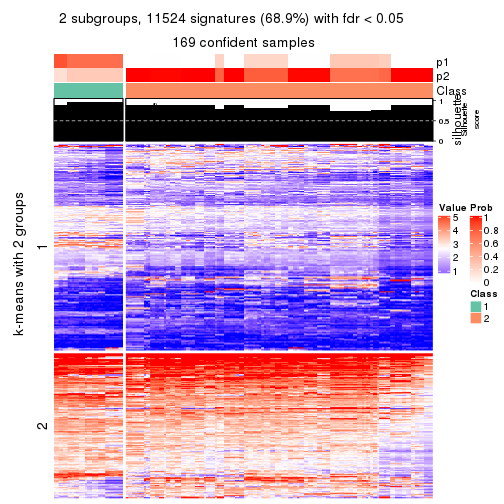 2 subgroups, 11524 signatures (68.9%) with fdr < 0.05
169 confident samples
p1
p2
Class
silhouette
1
0.5
0
Silhouette
score
k-means with 2 groups
1
2
Value
5
4
3
2
1
Prob
1
0.8
0.6
0.4
0.2
0
Class
1
2